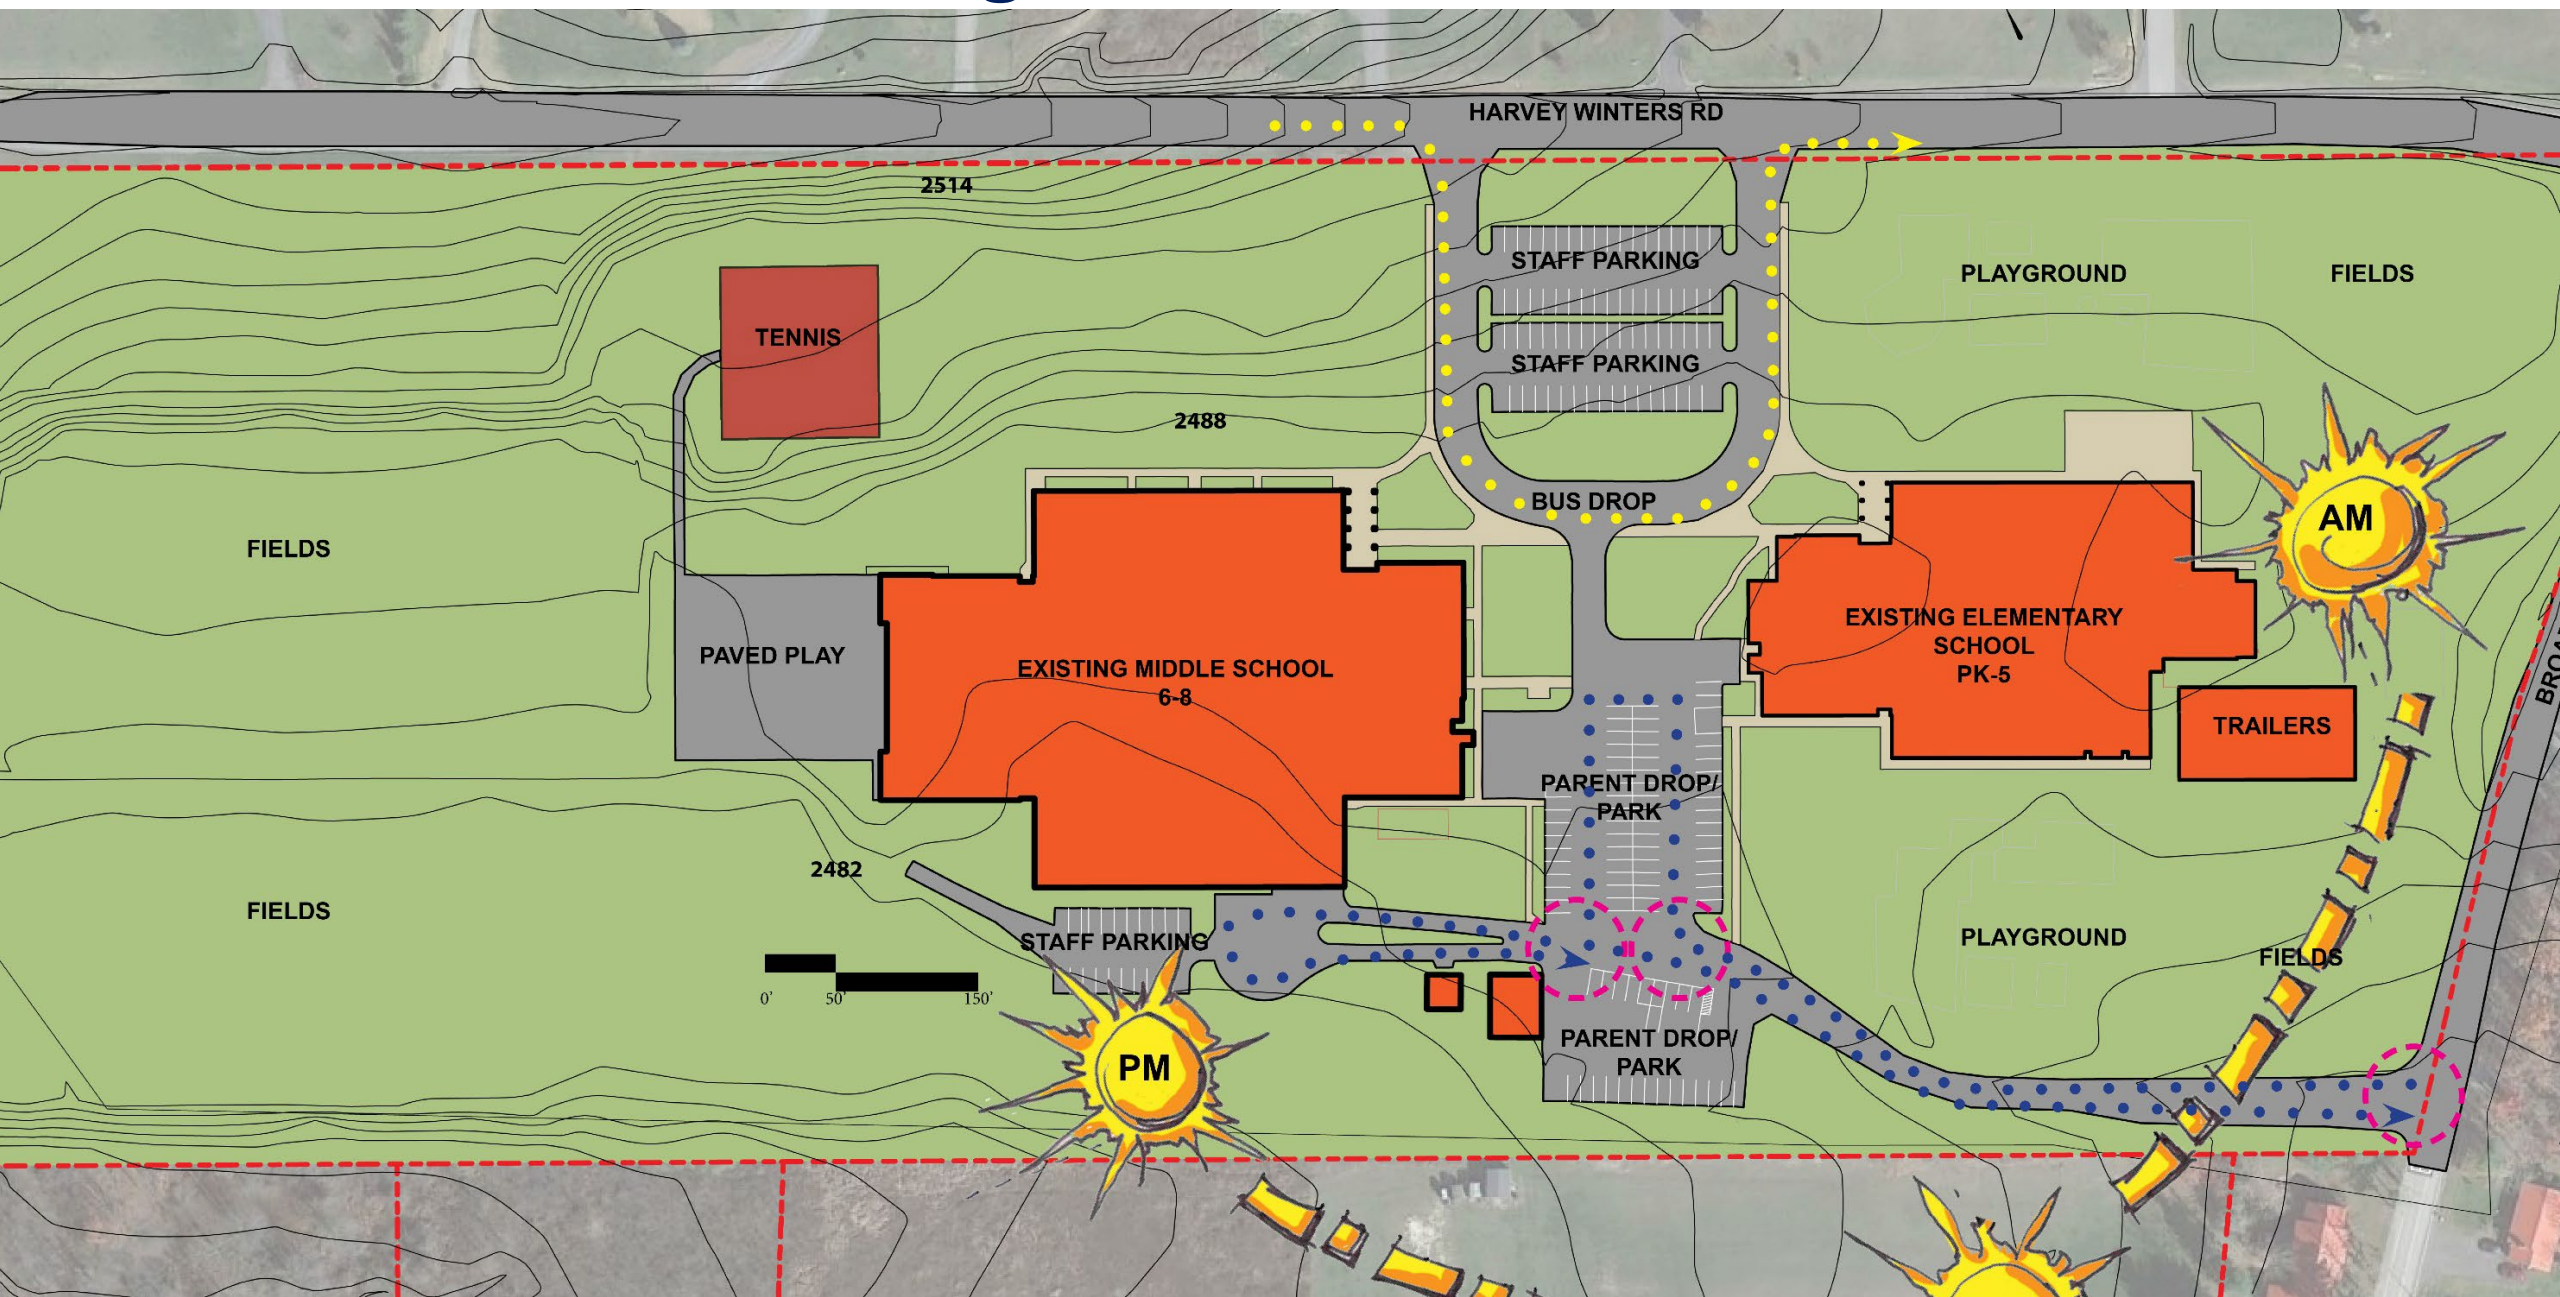 HARVEY WINTERS RD
2514
STAFF PARKING
PLAYGROUND
FIELDS
TENNIS
STAFF PARKING
2488
BUS DROP
AM
FIELDS
PAVED PLAY
EXISTING MIDDLE SCHOOL
6-8
EXISTING ELEMENTARY
SCHOOL
PK-5
TRAILERS
PARENT DROP/
PARK
2482
FIELDS
STAFF PARKING
PLAYGROUND
FIELDS
0'
50'
150'
PARENT DROP/
PARK
PM